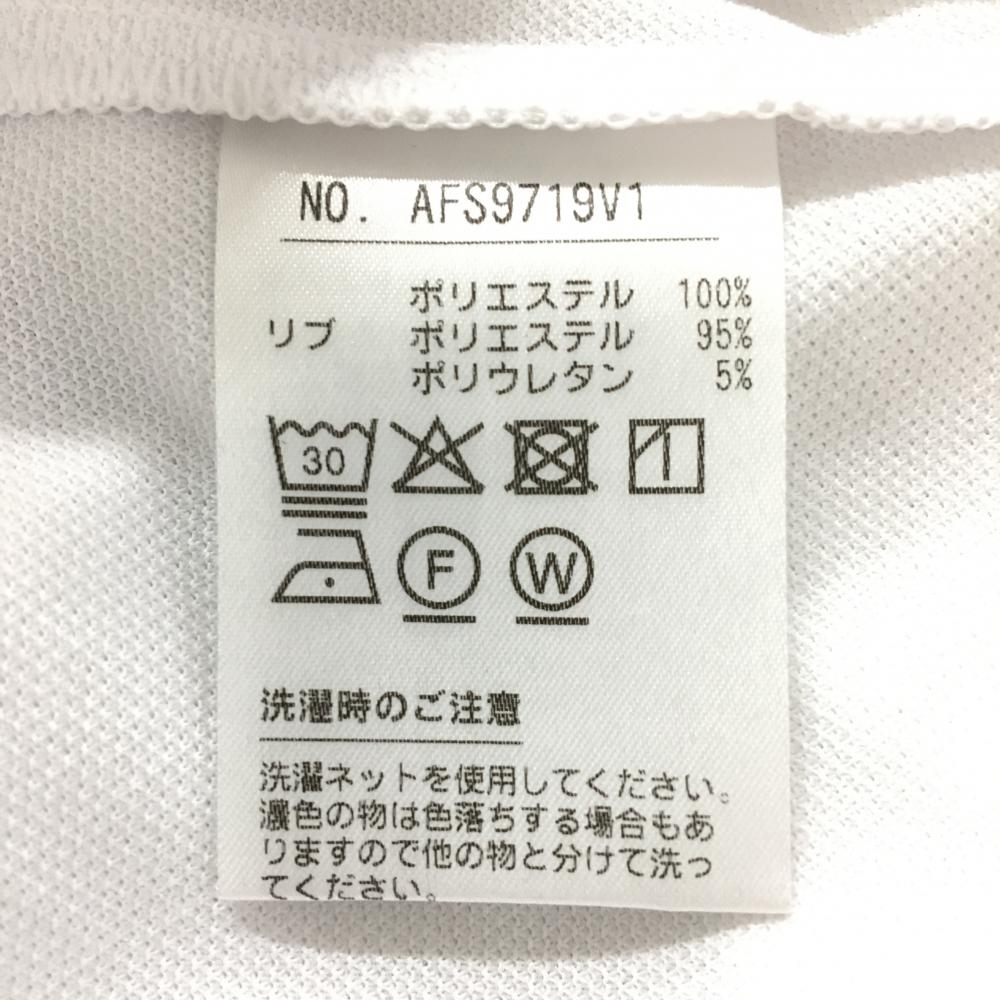 NO. AFS9719V1
ポリエステル 100%
リブ ポリエステル 95%
ポリウレタン 5%
30
F W
洗濯時のご注意
洗濯ネットを使用してください。
濃色の物は色落ちする場合もあ
りますので他の物と分けて洗っ
てください。